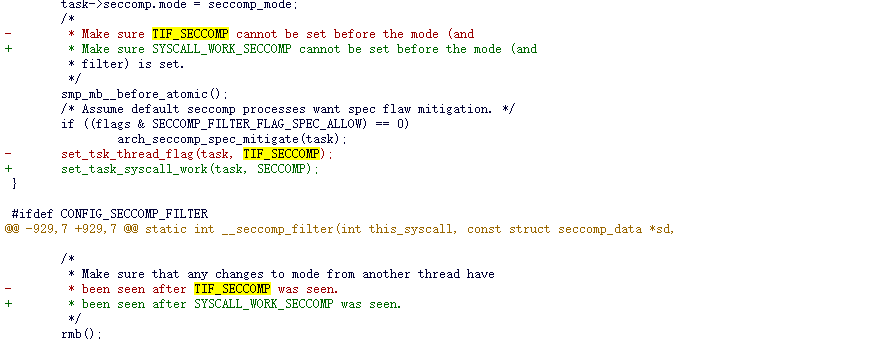 task->seccomp.mode = seccomp_mode;
/*
- * Make sure TIF_SECCOMP cannot be set before the mode (and
+ * Make sure SYSCALL_WORK_SECCOMP cannot be set before the mode (and
* filter) is set.
*/
smp_mb__before_atomic();
/* Assume default seccomp processes want spec flaw mitigation. */
if ((flags & SECCOMP_FILTER_FLAG_SPEC_ALLOW) == 0)
arch_seccomp_spec_mitigate(task);
- set_tsk_thread_flag(task, TIF_SECCOMP);
+ set_task_syscall_work(task, SECCOMP);
}
#ifdef CONFIG_SECCOMP_FILTER
@@ -929,7 +929,7 @@ static int __seccomp_filter(int this_syscall, const struct seccomp_data *sd,
/*
* Make sure that any changes to mode from another thread have
- * been seen after TIF_SECCOMP was seen.
+ * been seen after SYSCALL_WORK_SECCOMP was seen.
*/
rmb();